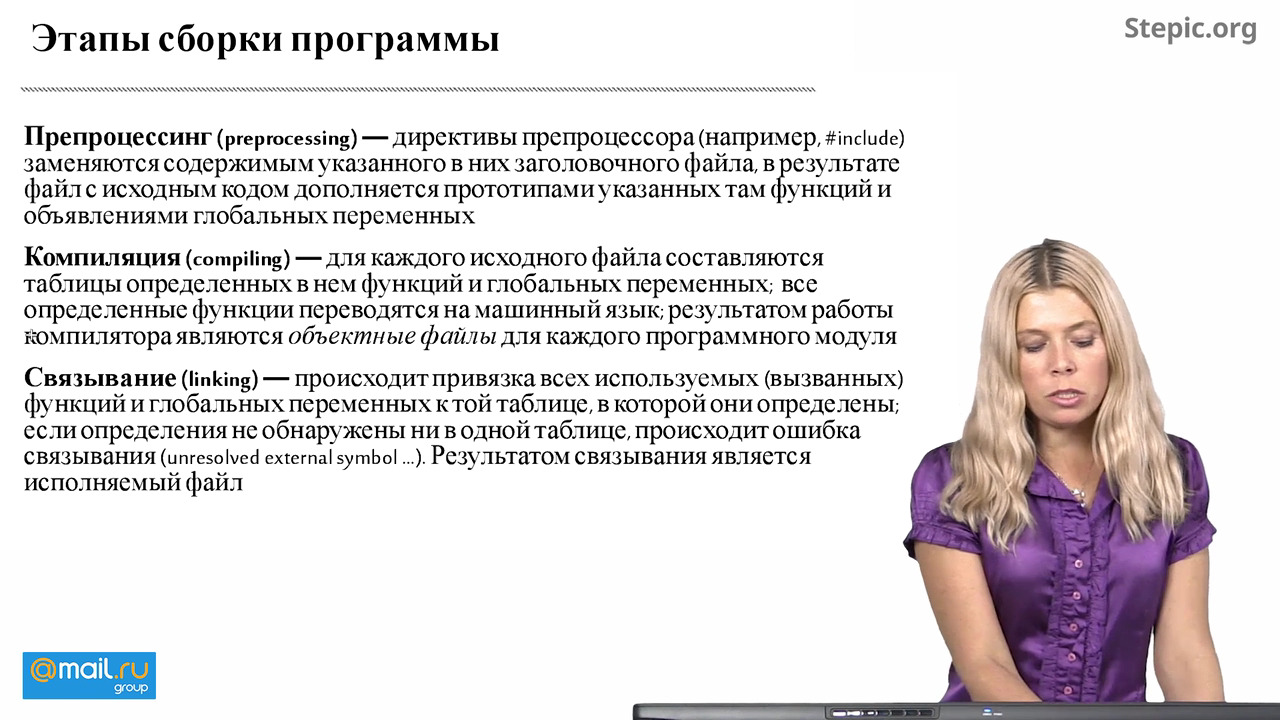 Этапы сборки программы
Stepic.org
Препроцессинг (preprocessing) — директивы препроцессора (например, #include)
заменяются содержимым указанного в них заголовочного файла, в результате
файл с исходным кодом дополняется прототипами указанных там функций и
объявлениями глобальных переменных
Компиляция (compiling) — для каждого исходного файла составляются
таблицы определенных в нем функций и глобальных переменных; все
определенные функции переводятся на машинный язык; результатом работы
компилятора являются объектные файлы для каждого программного модуля
Связывание (linking) — происходит привязка всех используемых (вызванных)
функций и глобальных переменных к той таблице, в которой они определены;
если определения не обнаружены ни в одной таблице, происходит ошибка
связывания (unresolved external symbol ...). Результатом связывания является
исполняемый файл
@mail.ru
group